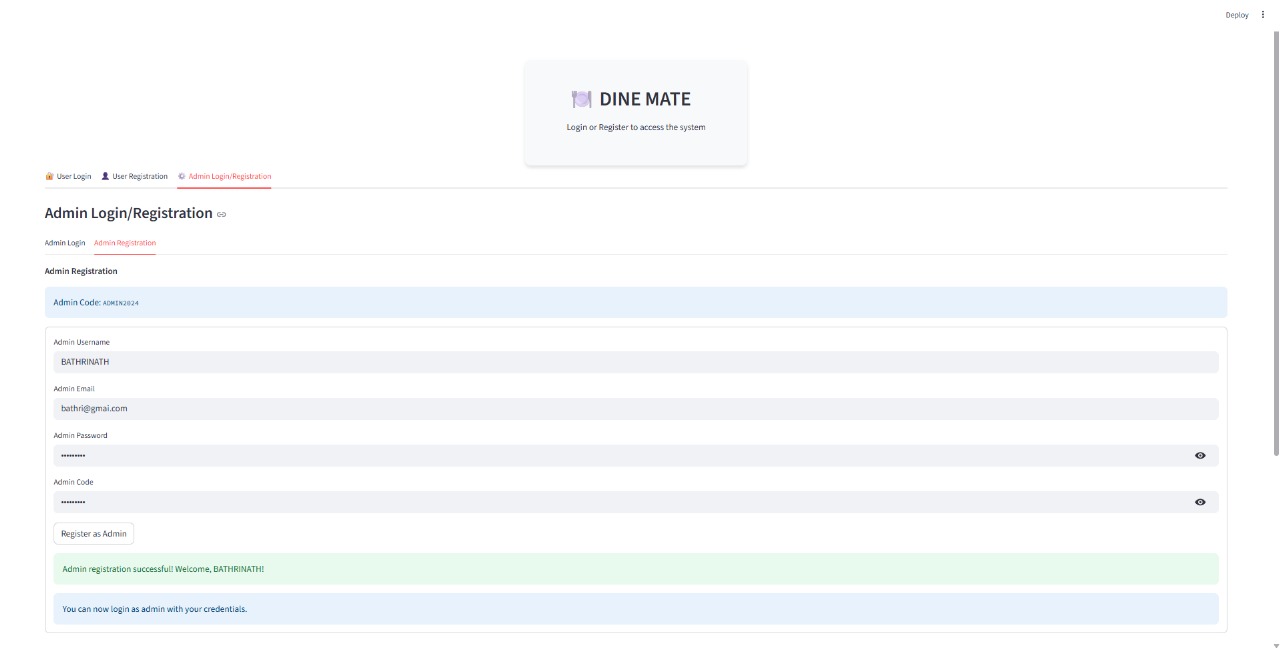 Deploy
DINE MATE
Login or Register to access the system
User Login User Registration Admin Login/Registration
Admin Login/Registration
Admin Login Admin Registration
Admin Registration
Admin Code: ADMIN2024
Admin Username
BATHRINATH
Admin Email
bathri@gmai.com
Admin Password
•••••••••
Admin Code
•••••••••
Register as Admin
Admin registration successful! Welcome, BATHRINATH!
You can now login as admin with your credentials.